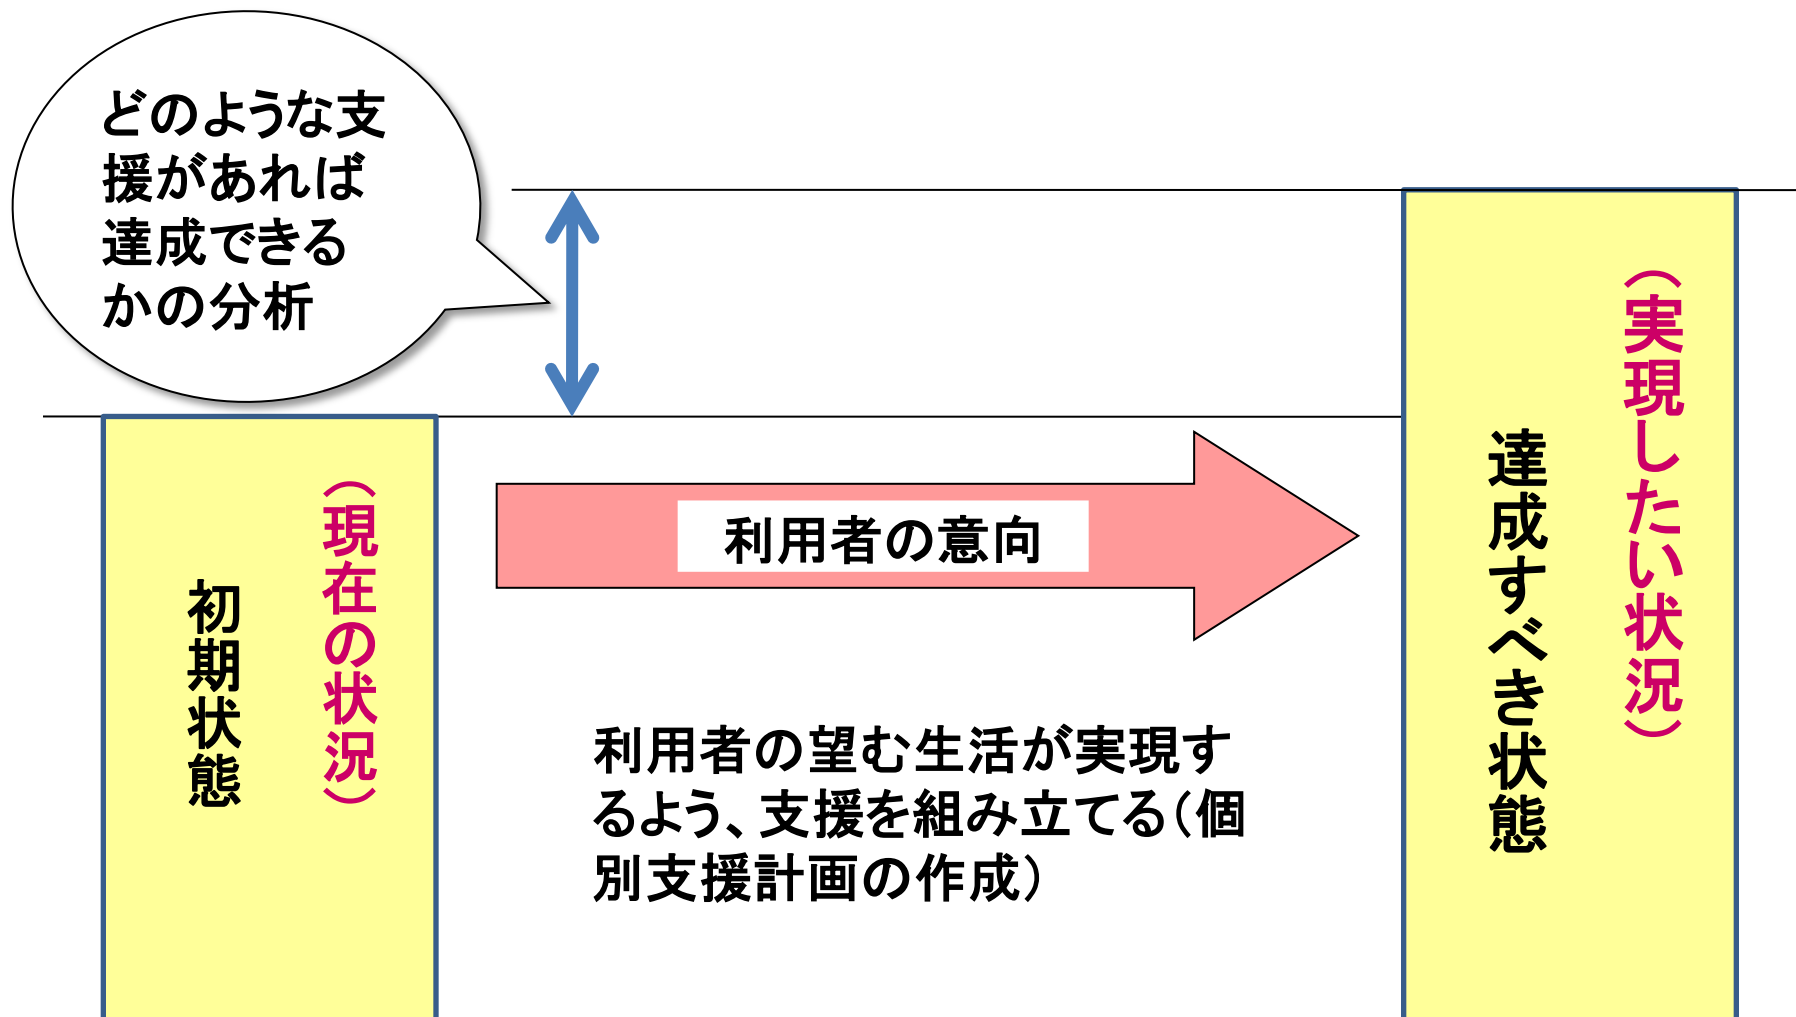 どのような支
援があれば
達成できる
かの分析
(現在の状況)
初期状態
利用者の意向
利用者の望む生活が実現す
るよう、支援を組み立てる(個
別支援計画の作成)
(実現したい状況)
達成すべき状態